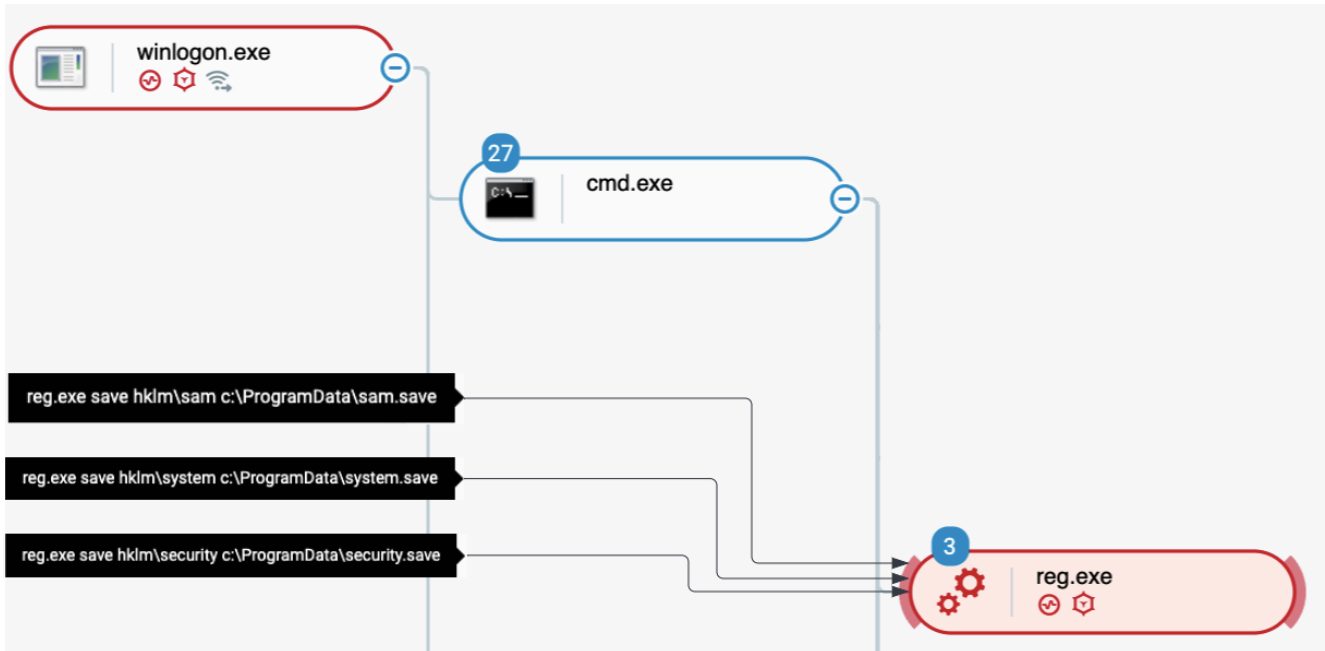 winlogon.exe
27
cmd.exe
C:\_
reg.exe save hklm\sam c:\ProgramData\sam.save
reg.exe save hklm\system c:\ProgramData\system.save
reg.exe save hklm\security c:\ProgramData\security.save
3
reg.exe